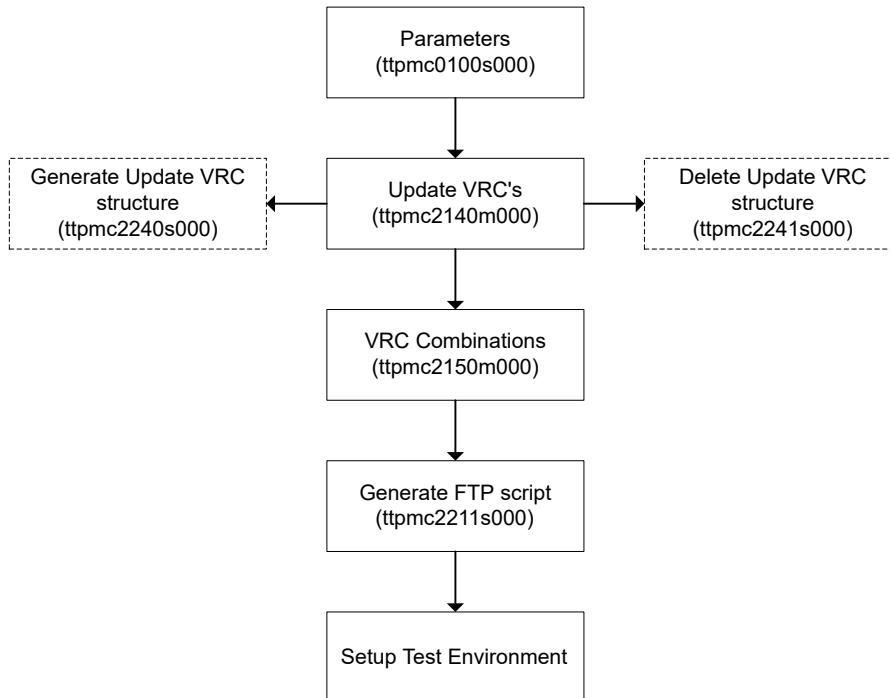 Parameters
(ttpmc0100s000)
Generate Update VRC
structure
(ttpmc2240s000)
Update VRC's
(ttpmc2140m000)
Delete Update VRC
structure
(ttpmc2241s000)
VRC Combinations
(ttpmc2150m000)
Generate FTP script
(ttpmc2211s000)
Setup Test Environment